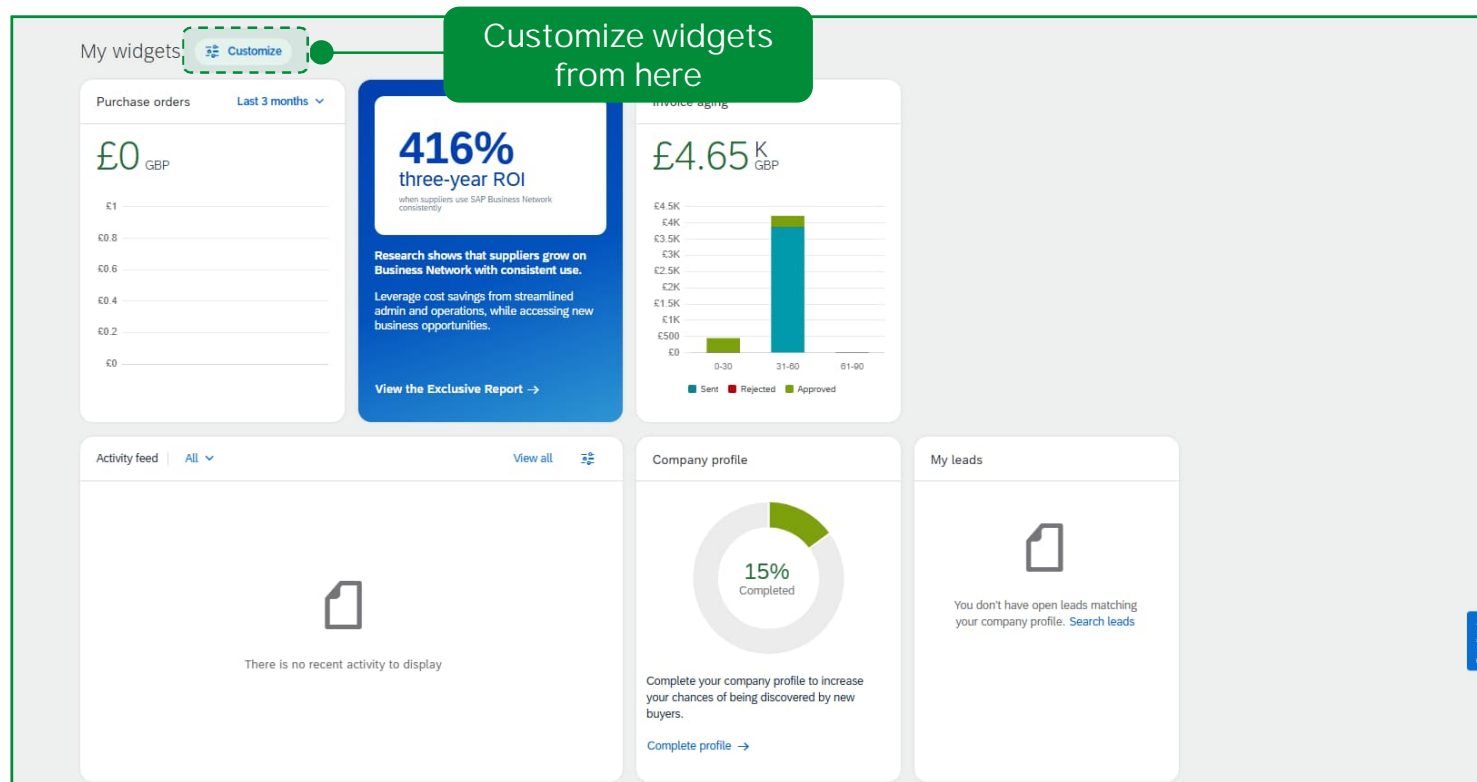 My widgets
Customize
Customize widgets
from here
Purchase orders
Last 3 months
£0 GBP
£1
£0.8
£0.6
£0.4
£0.2
£0
416%
three-year ROI
when suppliers use SAP Business Network
consistently
Research shows that suppliers grow on
Business Network with consistent use.
Leverage cost savings from streamlined
admin and operations, while accessing new
business opportunities.
View the Exclusive Report →
Invoice aging
£4.65 K GBP
£4.5K
£4K
£3.5K
£3K
£2.5K
£2K
£1.5K
£1K
£500
£0
0-30 31-60 61-90
Sent Rejected Approved
Activity feed
All
View all
There is no recent activity to display
Company profile
15%
Completed
Complete your company profile to increase
your chances of being discovered by new
buyers.
Complete profile →
My leads
You don't have open leads matching
your company profile. Search leads